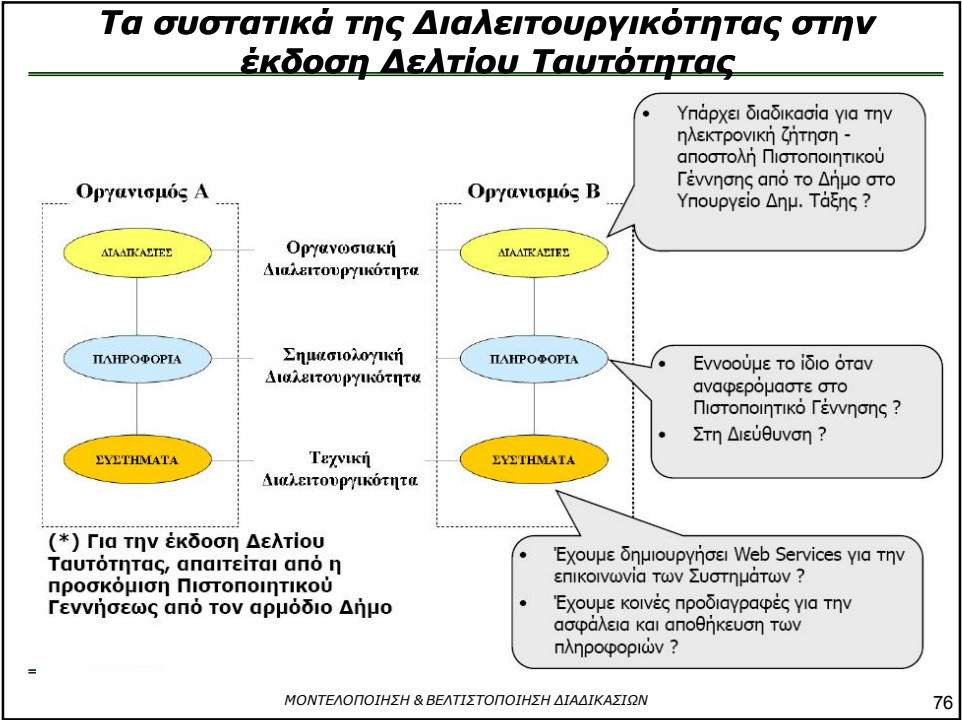 Τα συστατικά της Διαλειτουργικότητας στην
έκδοση Δελτίου Ταυτότητας
• Υπάρχει διαδικασία για την
ηλεκτρονική ζήτηση -
αποστολή Πιστοποιητικού
Γέννησης από το Δήμο στο
Υπουργείο Δημ. Τάξης ?
Οργανισμός Α
Οργανισμός Β
ΔΙΑΔΙΚΑΣΙΕΣ
Οργανωσιακή
Διαλειτουργικότητα
ΔΙΑΔΙΚΑΣΙΕΣ
ΠΛΗΡΟΦΟΡΙΑ
Σημασιολογική
Διαλειτουργικότητα
ΠΛΗΡΟΦΟΡΙΑ
• Εννοούμε το ίδιο όταν
αναφερόμαστε στο
Πιστοποιητικό Γέννησης ?
• Στη Διεύθυνση ?
ΣΥΣΤΗΜΑΤΑ
Τεχνική
Διαλειτουργικότητα
ΣΥΣΤΗΜΑΤΑ
(*) Για την έκδοση Δελτίου
Ταυτότητας, απαιτείται από η
προσκόμιση Πιστοποιητικού
Γεννήσεως από τον αρμόδιο Δήμο
• Έχουμε δημιουργήσει Web Services για την
επικοινωνία των Συστημάτων ?
• Έχουμε κοινές προδιαγραφές για την
ασφάλεια και αποθήκευση των
πληροφοριών ?
ΜΟΝΤΕΛΟΠΟΙΗΣΗ & ΒΕΛΤΙΣΤΟΠΟΙΗΣΗ ΔΙΑΔΙΚΑΣΙΩΝ
76